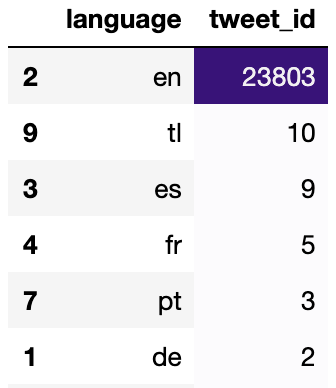 language tweet_id
2 en 23803
9 tl 10
3 es 9
4 fr 5
7 pt 3
1 de 2